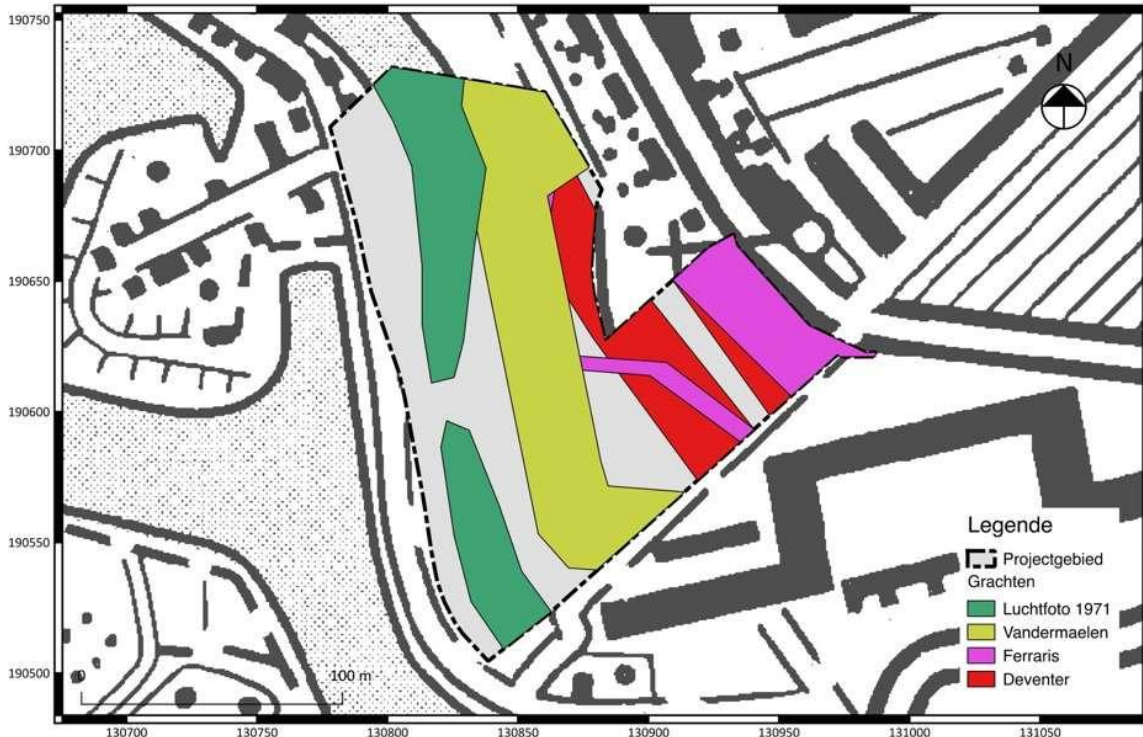 190750
190700
190650
190600
190550
190500
N
Legende
Projectgebied
Grachten
Luchtfoto 1971
Vandermaelen
Ferraris
Deventer
0 100 m
130700 130750 130800 130850 130900 130950 131000 131050